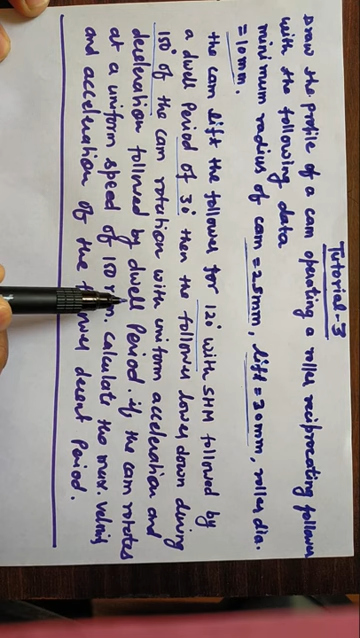 Tutorial-3
Draw the profile of a cam operating a roller reciprocating follower
with the following data
minimum radius of cam = 25mm, lift = 30mm, roller dia.
= 10mm.
the cam lift the follower for 120° with SHM followed by
a dwell Period of 30° then the follower lowers down during
150° of the cam rotation with uniform acceleration and
deceleration followed by dwell Period if the cam rotates
at a uniform speed of 150 calculate the max. velocity
and acceleration of the during decent Period.